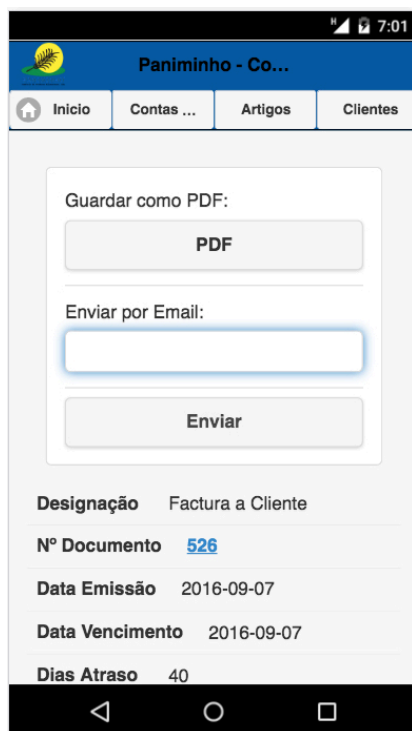 H 7:01
Paniminho - Co...
Inicio
Contas ...
Artigos
Clientes
Guardar como PDF:
PDF
Enviar por Email:
Enviar
Designação Factura a Cliente
Nº Documento 526
Data Emissão 2016-09-07
Data Vencimento 2016-09-07
Dias Atraso 40